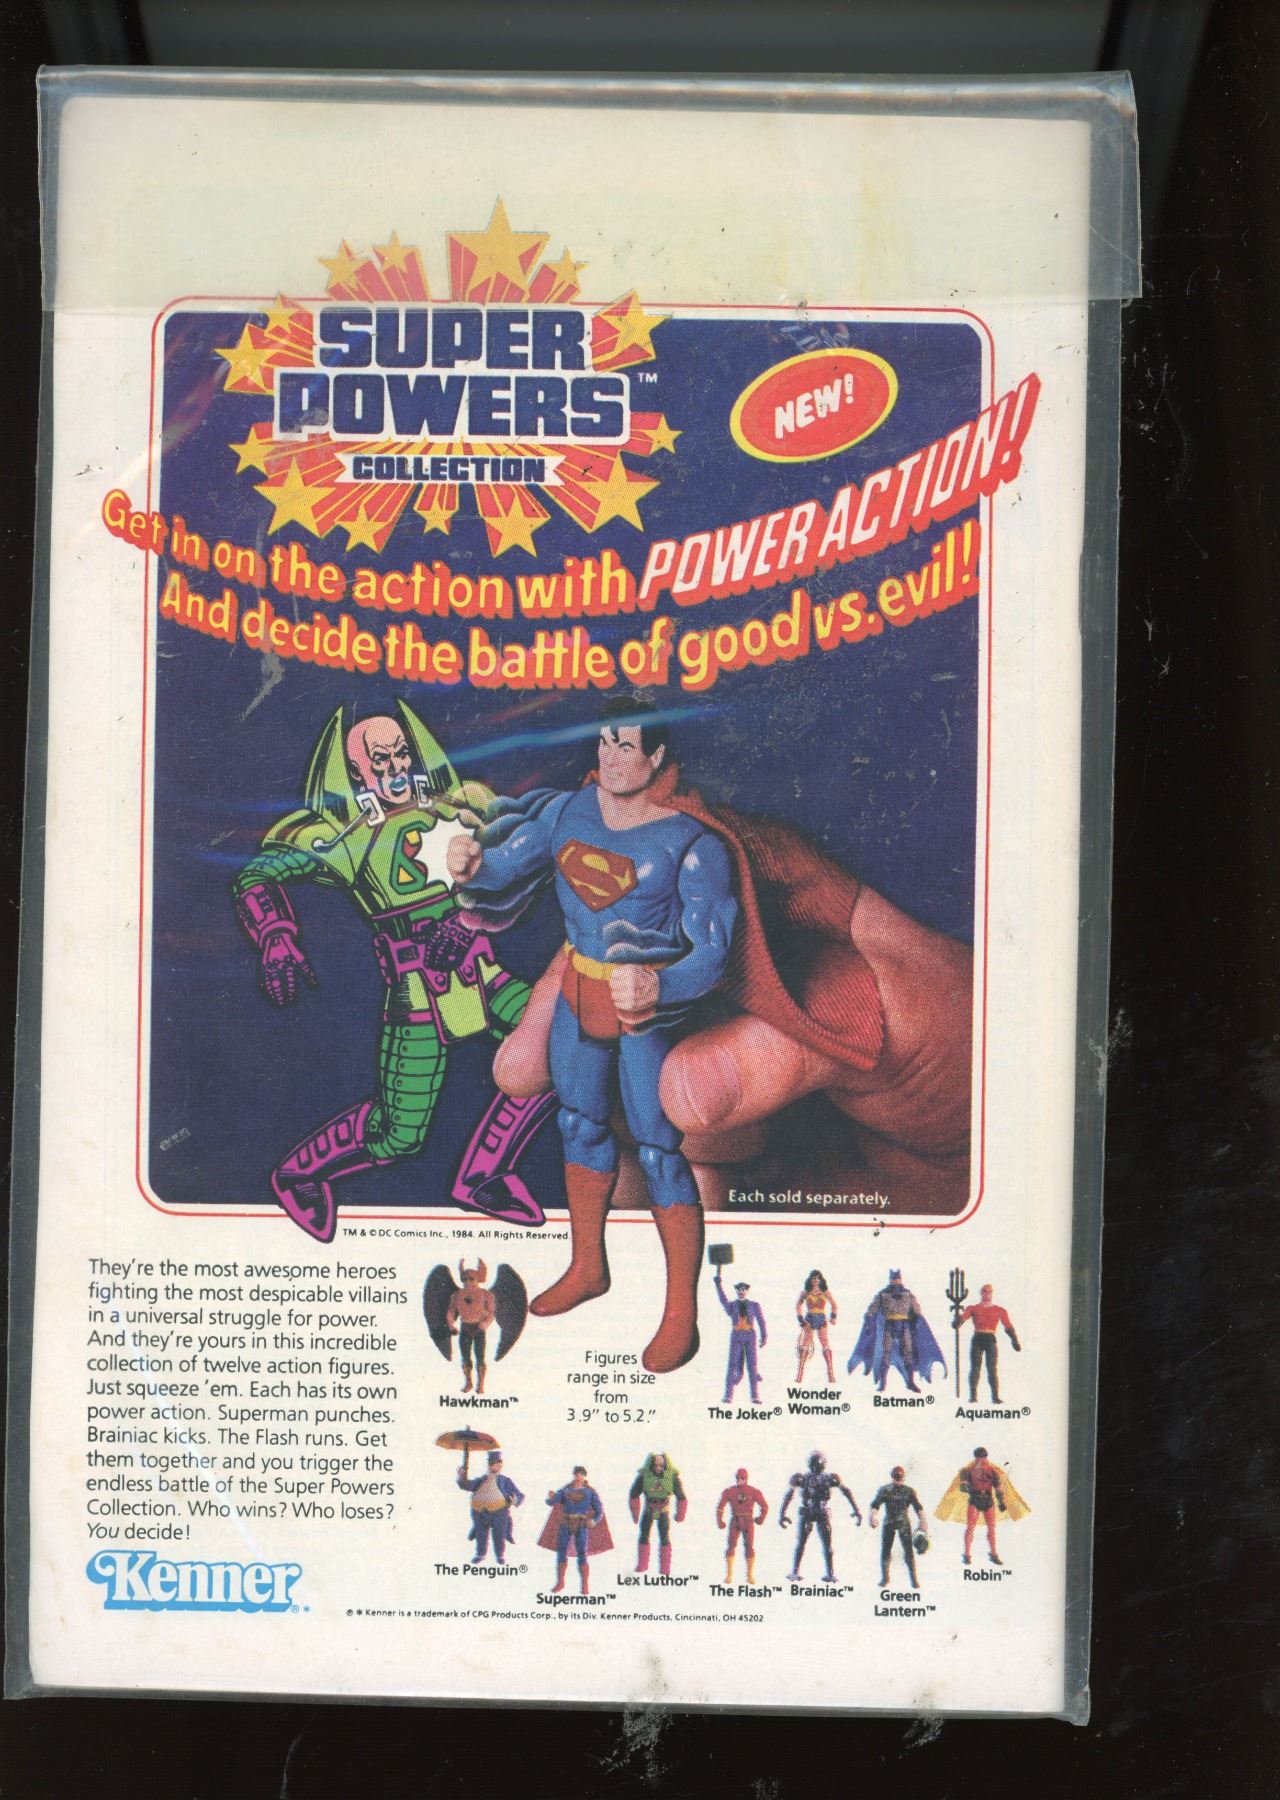 SUPER
POWERS™
COLLECTION
NEW!
Get in on the action with POWER ACTION!
And decide the battle of good vs. evil!
Each sold separately.
TM & © DC Comics Inc., 1984. All Rights Reserved.
They're the most awesome heroes
fighting the most despicable villains
in a universal struggle for power.
And they're yours in this incredible
collection of twelve action figures.
Just squeeze 'em. Each has its own
power action. Superman punches.
Brainiac kicks. The Flash runs. Get
them together and you trigger the
endless battle of the Super Powers
Collection. Who wins? Who loses?
You decide!
Kenner ® *
Hawkman™
Figures
range in size
from
3.9" to 5.2."
The Joker®
Wonder
Woman®
Batman®
Aquaman®
The Penguin®
Superman™
Lex Luthor™
The Flash™
Brainiac™
Green
Lantern™
Robin™
® * Kenner is a trademark of CPG Products Corp., by its Div. Kenner Products, Cincinnati, OH 45202